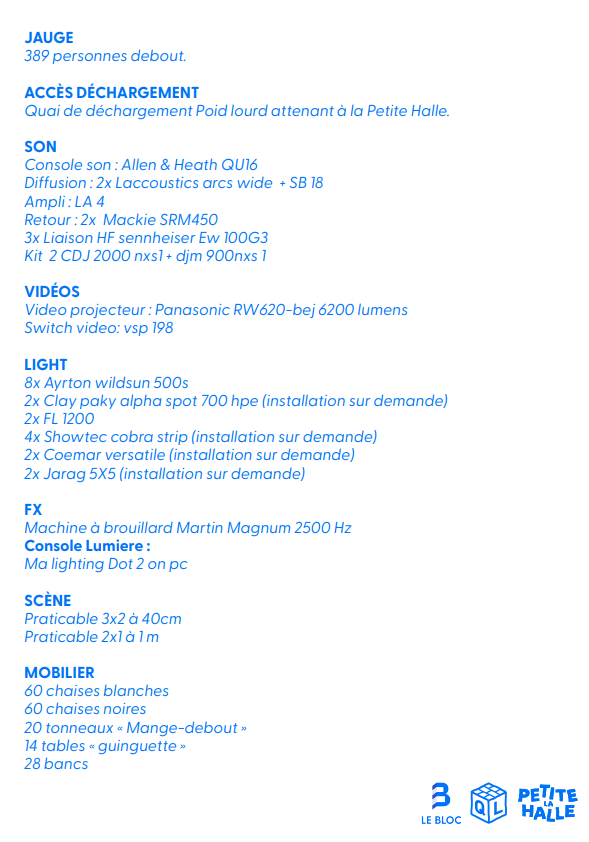 JAUGE
389 personnes debout.
ACCÈS DÉCHARGEMENT
Quai de déchargement Poid lourd attenant à la Petite Halle.
SON
Console son : Allen & Heath QU16
Diffusion : 2x Laccoustics arcs wide + SB 18
Ampli : LA 4
Retour : 2x Mackie SRM450
3x Liaison HF sennheiser Ew 100G3
Kit 2 CDJ 2000 nxs1 + djm 900nxs 1
VIDÉOS
Video projecteur : Panasonic RW620-bej 6200 lumens
Switch video: vsp 198
LIGHT
8x Ayrton wildsun 500s
2x Clay paky alpha spot 700 hpe (installation sur demande)
2x FL 1200
4x Showtec cobra strip (installation sur demande)
2x Coemar versatile (installation sur demande)
2x Jarag 5X5 (installation sur demande)
FX
Machine à brouillard Martin Magnum 2500 Hz
Console Lumiere :
Ma lighting Dot 2 on pc
SCÈNE
Praticable 3x2 à 40cm
Praticable 2x1 à 1 m
MOBILIER
60 chaises blanches
60 chaises noires
20 tonneaux « Mange-debout »
14 tables « guinguette »
28 bancs
LE BLOC
QL
PETITE
LA
HALLE